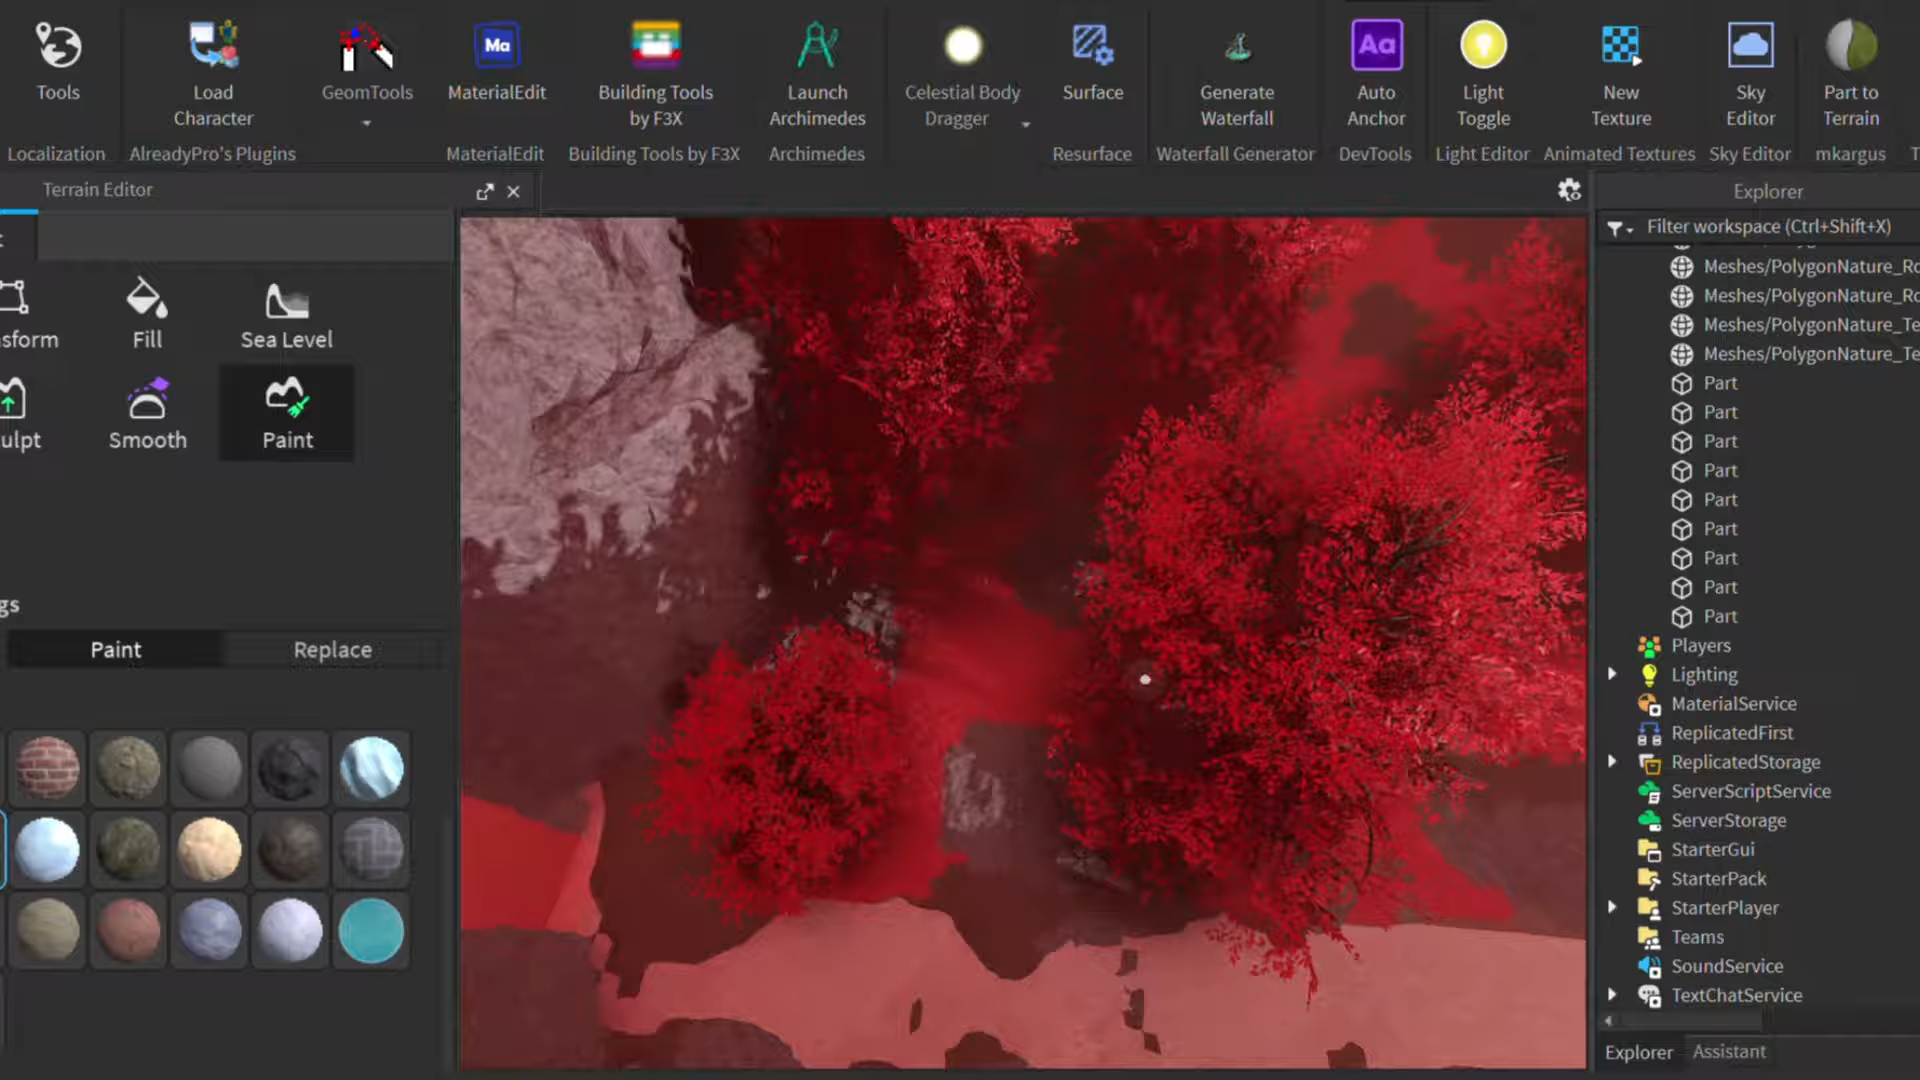 Tools
Load
Character
GeomTools
MaterialEdit
Building Tools
by F3X
Launch
Archimedes
Celestial Body
Dragger
Surface
Generate
Waterfall
Auto
Anchor
Light
Toggle
New
Texture
Sky
Editor
Part to
Terrain
Ma
Aa
Localization
AlreadyPro's Plugins
MaterialEdit
Building Tools by F3X
Archimedes
Resurface
Waterfall Generator
DevTools
Light Editor
Animated Textures
Sky Editor
mkargus
Terrain Editor
sform
Fill
Sea Level
ulpt
Smooth
Paint
gs
Paint
Replace
Explorer
Filter workspace (Ctrl+Shift+X)
Meshes/PolygonNature_Ro
Meshes/PolygonNature_Ro
Meshes/PolygonNature_Te
Meshes/PolygonNature_Te
Part
Part
Part
Part
Part
Part
Part
Part
Part
Players
Lighting
MaterialService
ReplicatedFirst
ReplicatedStorage
ServerScriptService
ServerStorage
StarterGui
StarterPack
StarterPlayer
Teams
SoundService
TextChatService
Explorer
Assistant